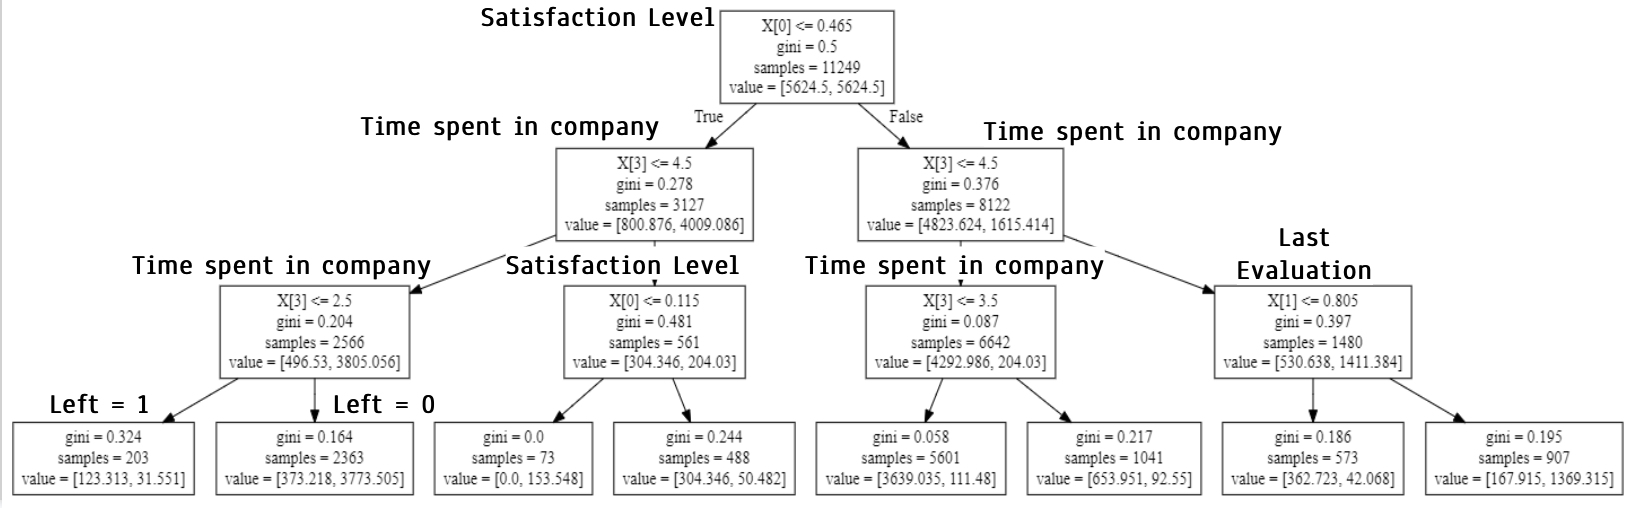 Satisfaction Level
X[0] <= 0.465
gini = 0.5
samples = 11249
value = [5624.5, 5624.5]
True
False
Time spent in company
Time spent in company
X[3] <= 4.5
gini = 0.278
samples = 3127
value = [800.876, 4009.086]
X[3] <= 4.5
gini = 0.376
samples = 8122
value = [4823.624, 1615.414]
Time spent in company
Satisfaction Level
Time spent in company
Last
Evaluation
X[3] <= 2.5
gini = 0.204
samples = 2566
value = [496.53, 3805.056]
X[0] <= 0.115
gini = 0.481
samples = 561
value = [304.346, 204.03]
X[3] <= 3.5
gini = 0.087
samples = 6642
value = [4292.986, 204.03]
X[1] <= 0.805
gini = 0.397
samples = 1480
value = [530.638, 1411.384]
Left = 1
Left = 0
gini = 0.324
samples = 203
value = [123.313, 31.551]
gini = 0.164
samples = 2363
value = [373.218, 3773.505]
gini = 0.0
samples = 73
value = [0.0, 153.548]
gini = 0.244
samples = 488
value = [304.346, 50.482]
gini = 0.058
samples = 5601
value = [3639.035, 111.48]
gini = 0.217
samples = 1041
value = [653.951, 92.55]
gini = 0.186
samples = 573
value = [362.723, 42.068]
gini = 0.195
samples = 907
value = [167.915, 1369.315]